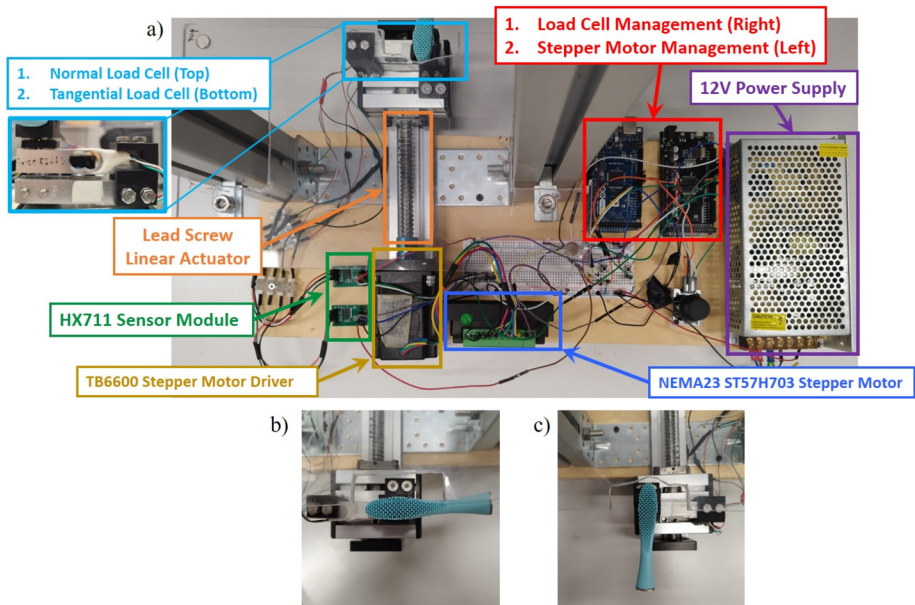 a)
1. Load Cell Management (Right)
2. Stepper Motor Management (Left)
1. Normal Load Cell (Top)
2. Tangential Load Cell (Bottom)
12V Power Supply
Lead Screw
Linear Actuator
HX711 Sensor Module
TB6600 Stepper Motor Driver
NEMA23 ST57H703 Stepper Motor
b)
c)